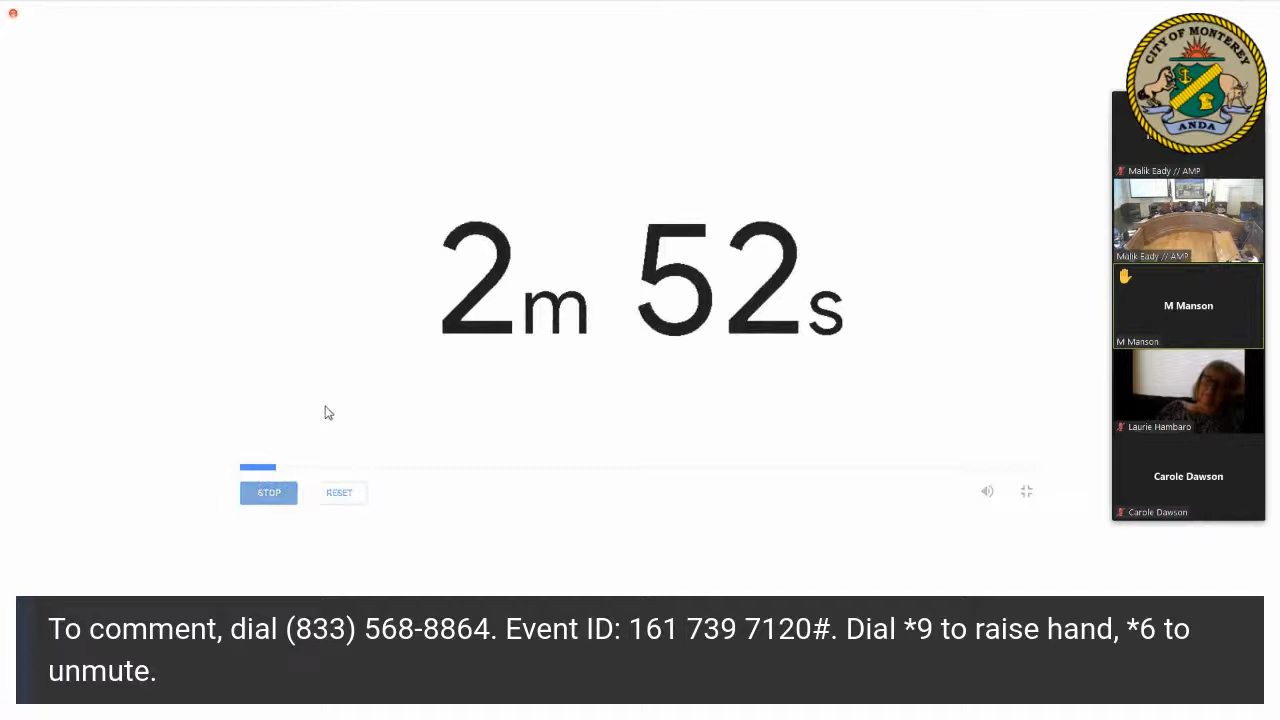 CITY OF MONTEREY
ANDA
Malik Eady // AMP
Malik Eady // AMP
M Manson
M Manson
Laurie Hambaro
Carole Dawson
Carole Dawson
2m 52s
STOP
RESET
To comment, dial (833) 568-8864. Event ID: 161 739 7120#. Dial *9 to raise hand, *6 to
unmute.